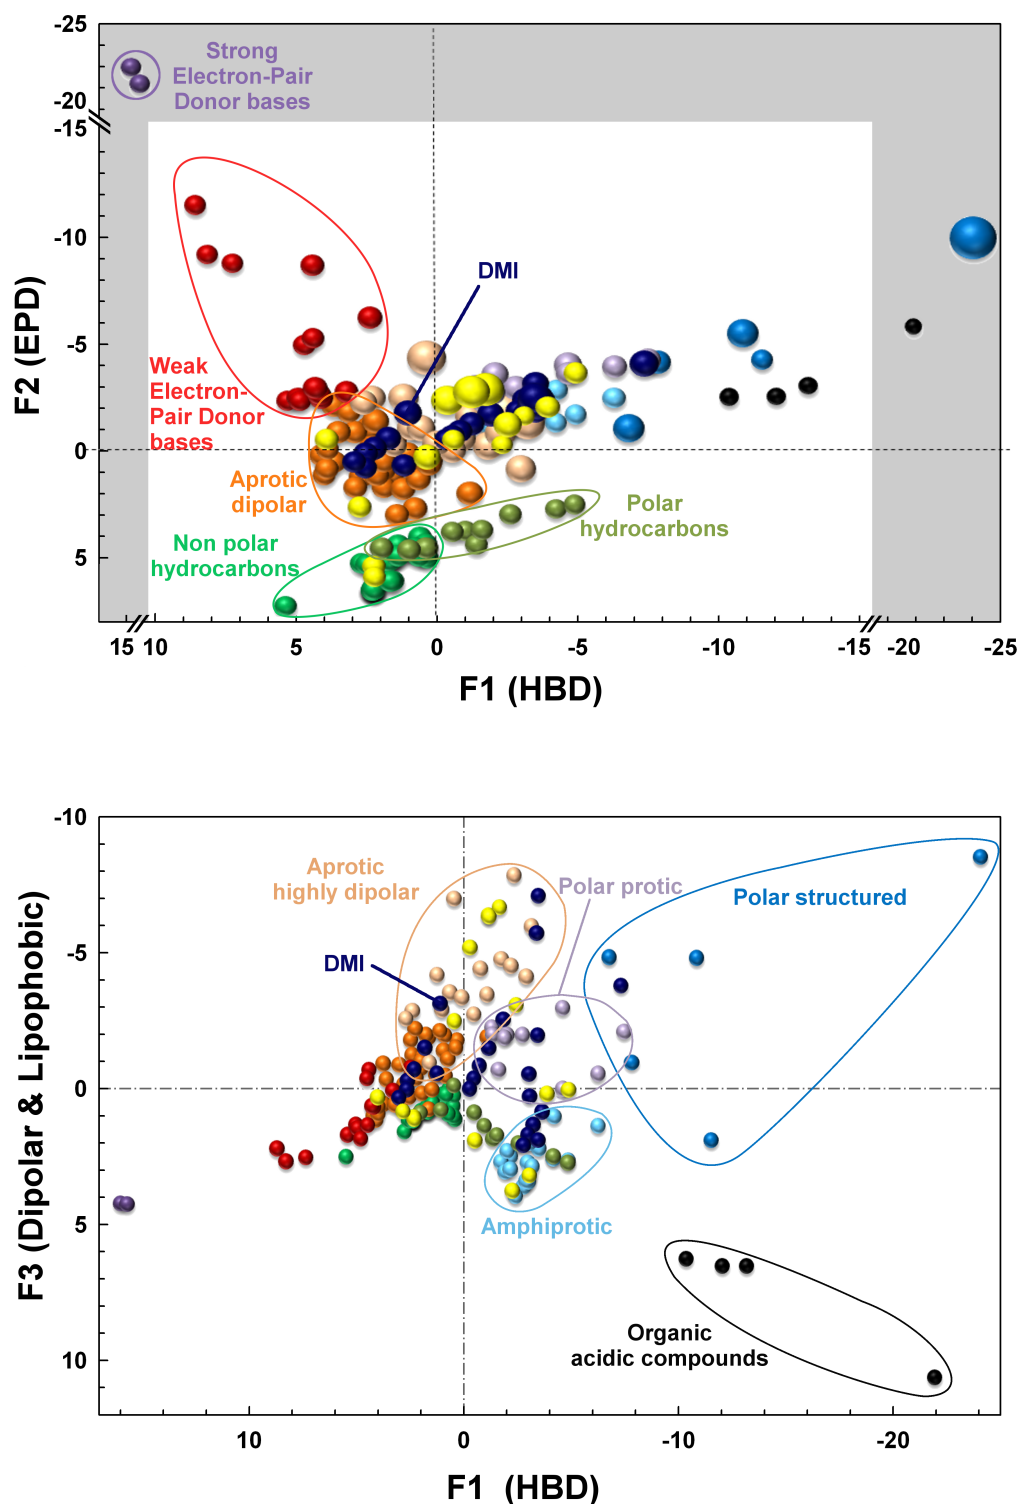 -25
Strong
Electron-Pair
Donor bases
-20
-15
-10
DMI
F2 (EPD)
-5
Weak
Electron-
Pair Donor
bases
0
Aprotic
dipolar
Polar
hydrocarbons
Non polar
hydrocarbons
5
15 10 5 0 -5 -10 -15 -20 -25
F1 (HBD)
-10
Aprotic
highly dipolar
Polar protic
Polar structured
DMI
-5
F3 (Dipolar & Lipophobic)
0
5
Amphiprotic
Organic
acidic compounds
10
10 0 -10 -20
F1 (HBD)